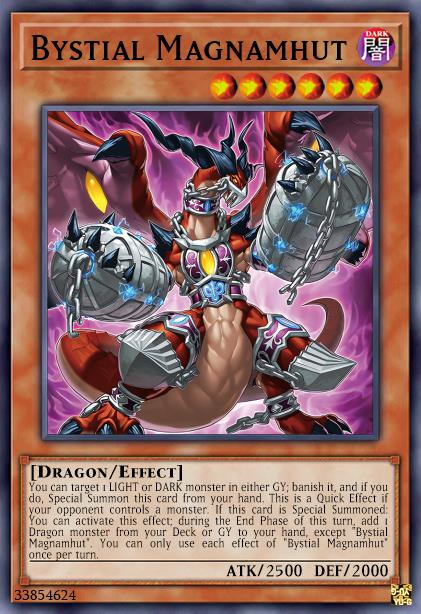 BYSTIAL MAGNAMHUT
DARK
闇
[DRAGON/EFFECT]
You can target 1 LIGHT or DARK monster in either GY; banish it, and if you
do, Special Summon this card from your hand. This is a Quick Effect if
your opponent controls a monster. If this card is Special Summoned:
You can activate this effect; during the End Phase of this turn, add 1
Dragon monster from your Deck or GY to your hand, except "Bystial
Magnamhut". You can only use each effect of "Bystial Magnamhut"
once per turn.
ATK/2500 DEF/2000
33854624